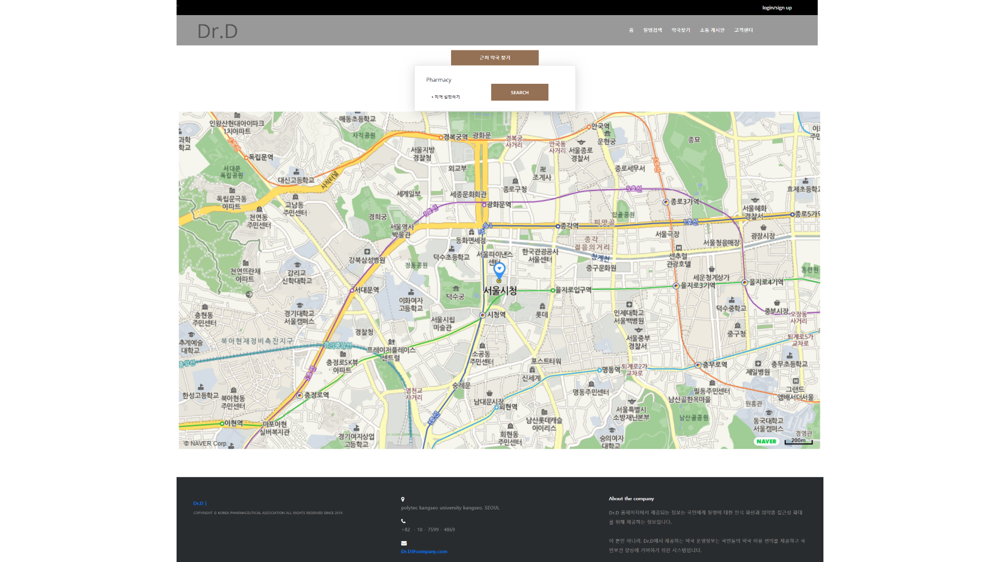 login/sign up
Dr.D
홈 질병검색 약국찾기 소통 게시판 고객센터
근처 약국 찾기
Pharmacy
+ 지역 설정하기
SEARCH
인왕산현대아이파크
1차아파트
매동초등학교
사직공원
경복궁역
광화문
경복궁
사거리
안국역
안국동
사거리
운현궁
종묘
과학
학교
독립문역
서울지방
경찰청
서울종로
경찰서
서대문
독립공원
대신고등학교
사직터널
외교부
조계사
종로세무서
종로구청
5호선
효제초등학교
독립문극동
아파트
교남동
주민센터
세계일보
세종문화회관
광화문역
종로3가역
서울혜화
경찰서
종로5가역
천연동
주민센터
경희궁
5호선
탑골공원
서울역사
박물관
종각역
피맛골
1호선
동화면세점
서울극장
광장시장
종각
젊음의거리
서울청음매장
강북삼성병원
덕수초등학교
서울파이낸스
센터
한국관광공사
서울센터
청계천
센추럴
관광호텔
정동공원
중구문화원
천연뜨란채
아파트
감리교
신학대학교
세운청계상가
훈련원
을지로3가역
을지로4가역
서대문역
서울시청
을지로입구역
덕수궁
이화여자
고등학교
충현동
주민센터
경기대학교
서울캠퍼스
시청역
롯데
인제대학교
서울백병원
덕수중학교
중부시장
오장동
사거리
서울시립
미술관
경찰청
중구청
추계예술
대학교
북아현재정비촉진지구
경의중앙선
프레이저플레이스
센트럴
서울중부
경찰서
퇴계로5가
교차로
중앙선
충정로SK뷰
아파트
소공동
주민센터
포스트타워
충무로역
충무초등학교
제일병원
5호선
신세계
명동역
퇴계로2가
교차로
숭례문
염천교
사거리
한성고등학교
북아현동
주민센터
충정로역
명동주민센터
필동주민센터
그랜드
앰배서더서울
남대문시장
회현역
남산골한옥마을
원흥관
1호선
서울특별시
소방재난본부
남산롯데캐슬
아이리스
남산골공원
동국대학교
서울캠퍼스
아현역
마포아현
실버복지관
경기여자상업
고등학교
회현동
주민센터
숭의여자
대학교
경영관
© NAVER Corp.
NAVER
200m
Dr.D |
COPYRIGHT © KOREA PHARMACEUTICAL ASSOCIATION ALL RIGHTS RESERVED SINCE 2019
polytec kangseo university kangseo, SEOUL
+82 - 10 - 7599 - 4869
Dr.D@company.com
About the company
Dr.D 홈페이지에서 제공되는 정보는 국민에게 질병에 대한 인식 확산과 의약품 접근성 확대
를 위해 제공하는 정보입니다.
이 뿐만 아니라, Dr.D에서 제공하는 약국 운영정보는 국민들의 약국 이용 편의를 제공하고 국
민보건 향상에 기여하기 위한 시스템입니다.